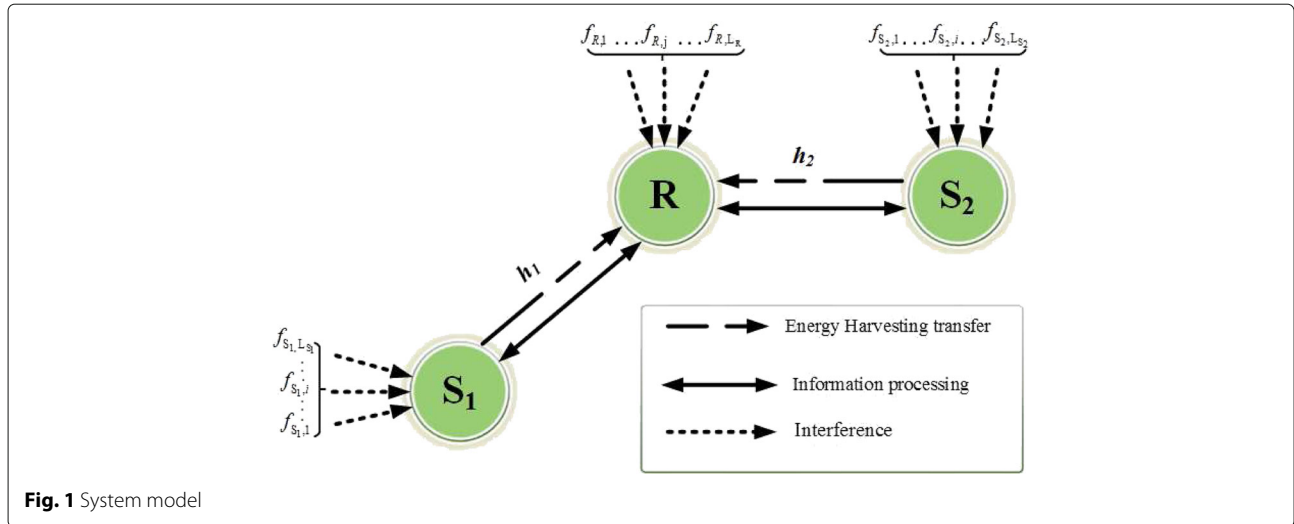 f_{R,1} ... f_{R,j} ... f_{R,L_R}
f_{S_2,1} ... f_{S_2,i} ... f_{S_2,L_{S_2}}
h_2
R
S_2
h_1
f_{S_1,L_{S_1}}
⋮
f_{S_1,i}
⋮
f_{S_1,1}
S_1
Energy Harvesting transfer
Information processing
Interference
Fig. 1 System model